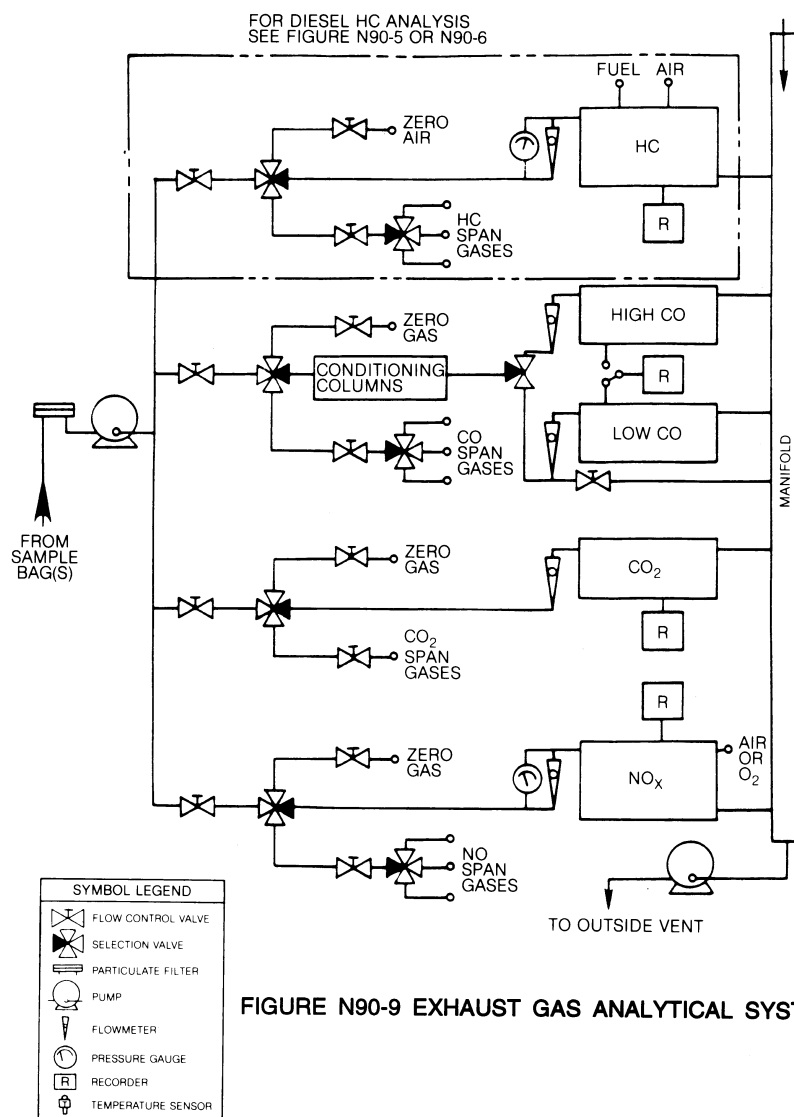 FOR DIESEL HC ANALYSIS
SEE FIGURE N90-5 OR N90-6
FUEL AIR
ZERO
AIR
HC
R
HC
SPAN
GASES
ZERO
GAS
HIGH CO
CONDITIONING
COLUMNS
R
LOW CO
CO
SPAN
GASES
MANIFOLD
FROM
SAMPLE
BAG(S)
ZERO
GAS
CO₂
R
CO₂
SPAN
GASES
R
ZERO
GAS
AIR
OR
O₂
NOX
NO
SPAN
GASES
TO OUTSIDE VENT
SYMBOL LEGEND
FLOW CONTROL VALVE
SELECTION VALVE
PARTICULATE FILTER
PUMP
FLOWMETER
PRESSURE GAUGE
R RECORDER
T TEMPERATURE SENSOR
FIGURE N90-9 EXHAUST GAS ANALYTICAL SYST